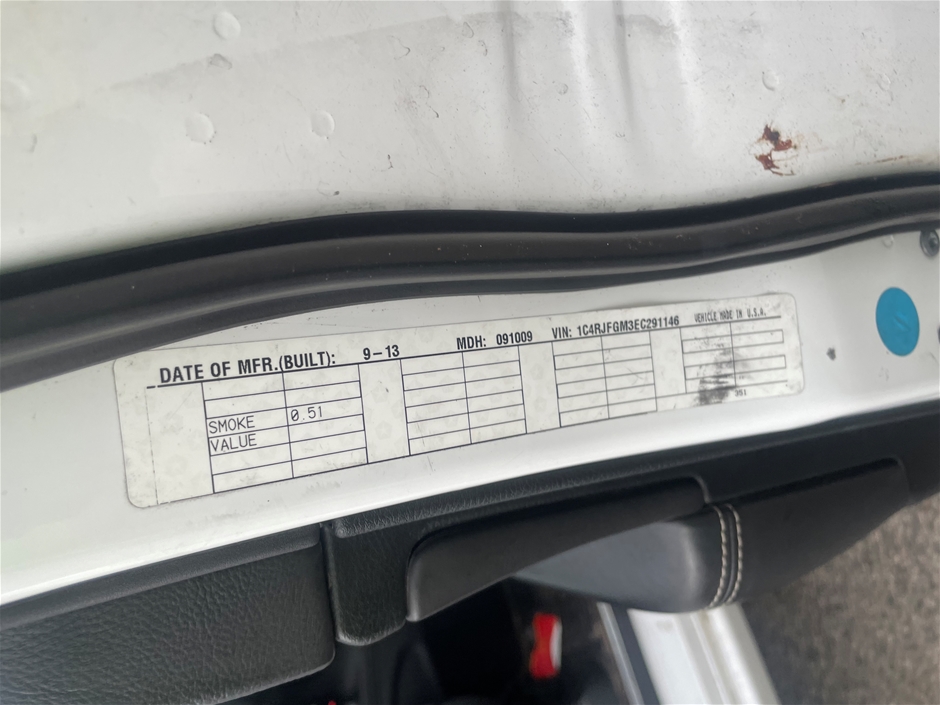 DATE OF MFR.(BUILT): 9-13 MDH: 091009 VIN: 1C4RJFGM3EC291146 VEHICLE MADE IN U.S.A.
SMOKE 0.51
VALUE